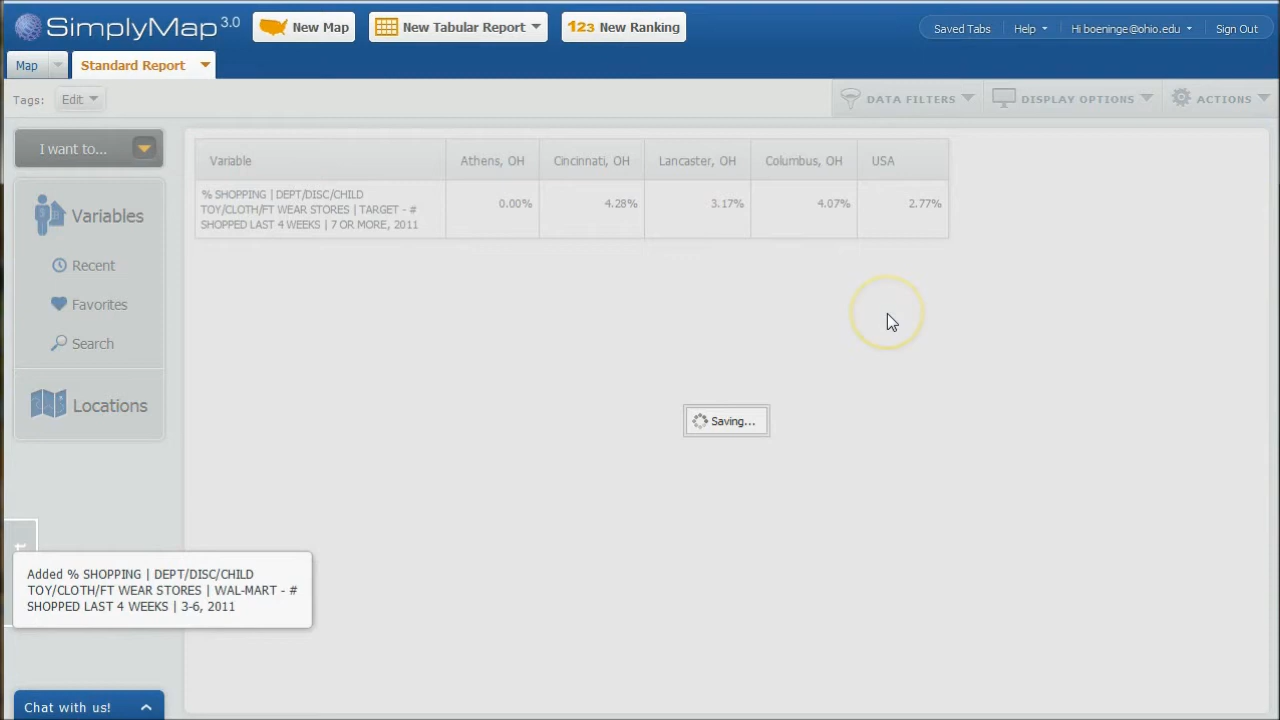 SimplyMap 3.0
New Map
New Tabular Report
123 New Ranking
Saved Tabs
Help
Hi boeninge@ohio.edu
Sign Out
Map
Standard Report
Tags:
Edit
DATA FILTERS
DISPLAY OPTIONS
ACTIONS
I want to...
Variables
Recent
Favorites
Search
Locations
Variable
Athens, OH
Cincinnati, OH
Lancaster, OH
Columbus, OH
USA
% SHOPPING | DEPT/DISC/CHILD
TOY/CLOTH/FT WEAR STORES | TARGET - #
SHOPPED LAST 4 WEEKS | 7 OR MORE, 2011
0.00%
4.28%
3.17%
4.07%
2.77%
Saving...
Added % SHOPPING | DEPT/DISC/CHILD
TOY/CLOTH/FT WEAR STORES | WAL-MART - #
SHOPPED LAST 4 WEEKS | 3-6, 2011
Chat with us!